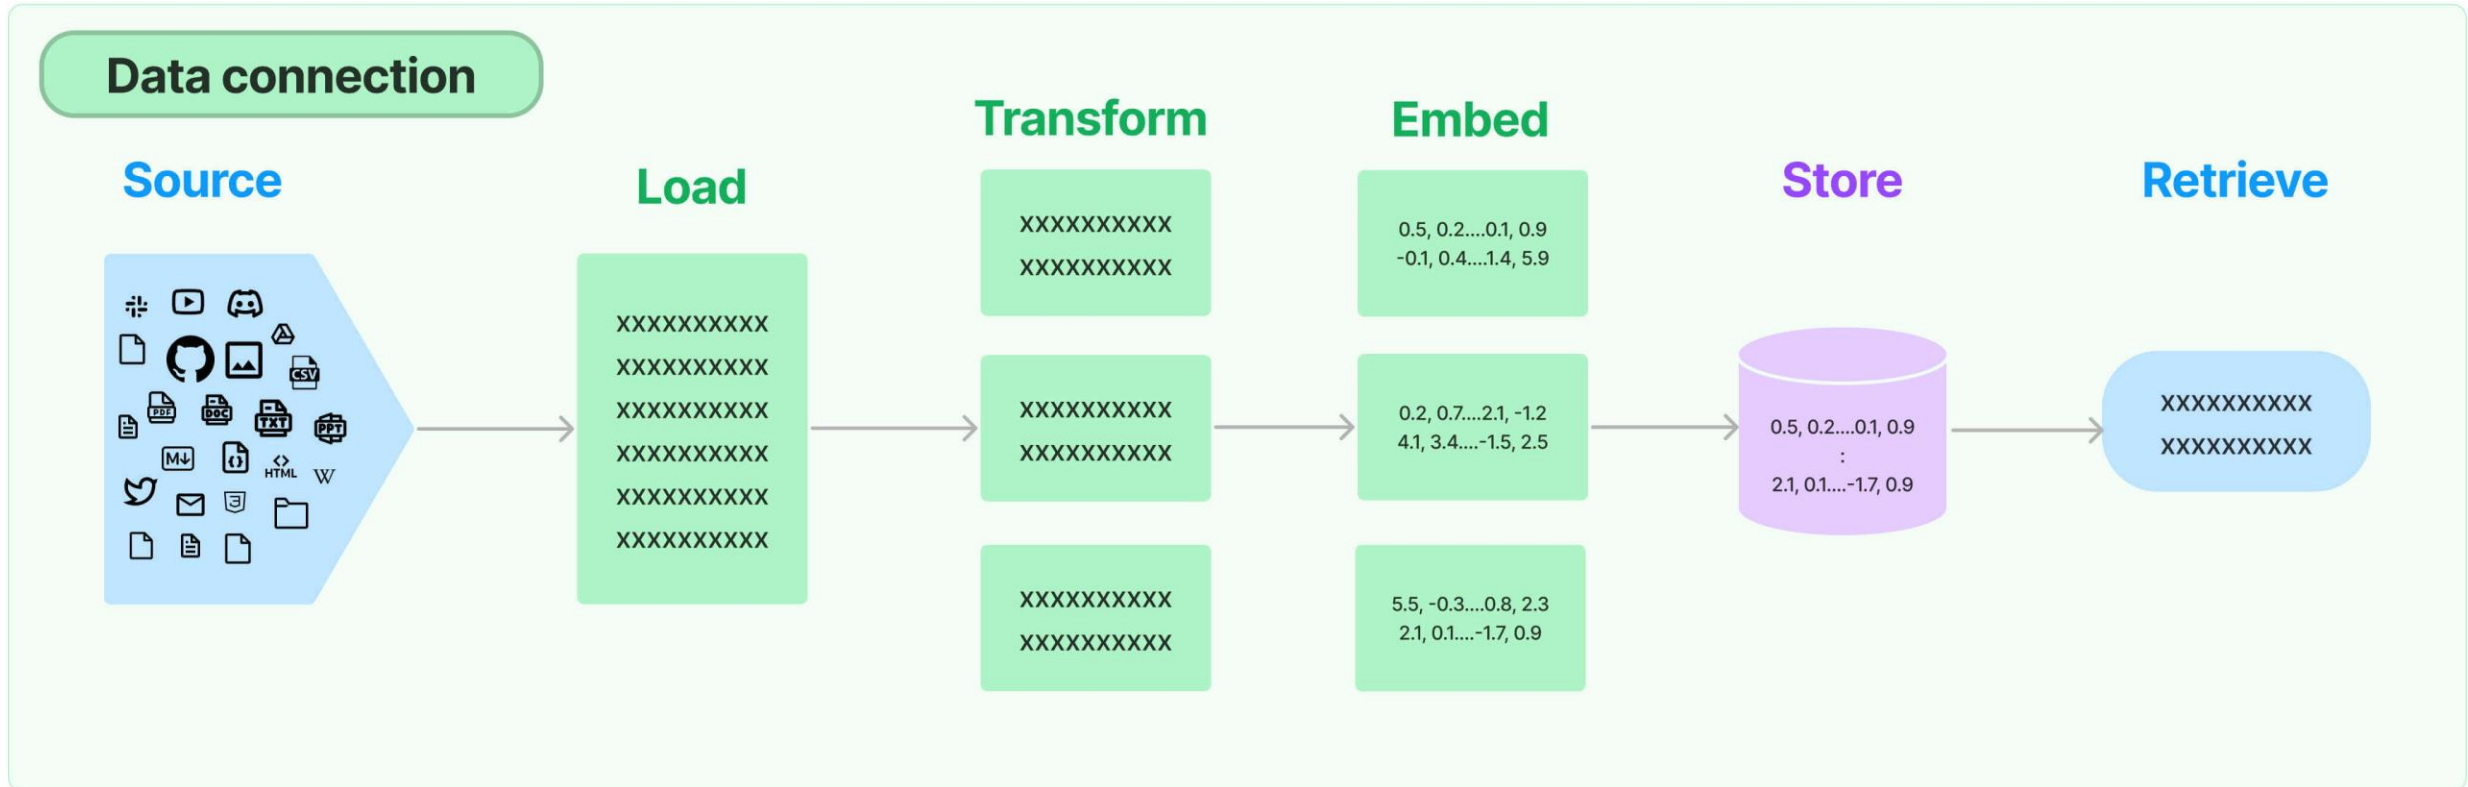 Data connection
Source
Load
Transform
Embed
Store
Retrieve
CSV
PDF
DOC
TXT
PPT
M
HTML
W
3
XXXXXXXXXX
XXXXXXXXXX
XXXXXXXXXX
XXXXXXXXXX
XXXXXXXXXX
XXXXXXXXXX
XXXXXXXXXX
XXXXXXXXXX
XXXXXXXXXX
XXXXXXXXXX
XXXXXXXXXX
XXXXXXXXXX
0.5, 0.2....0.1, 0.9
-0.1, 0.4....1.4, 5.9
0.2, 0.7....2.1, -1.2
4.1, 3.4....-1.5, 2.5
5.5, -0.3....0.8, 2.3
2.1, 0.1....-1.7, 0.9
0.5, 0.2....0.1, 0.9
:
2.1, 0.1....-1.7, 0.9
XXXXXXXXXX
XXXXXXXXXX